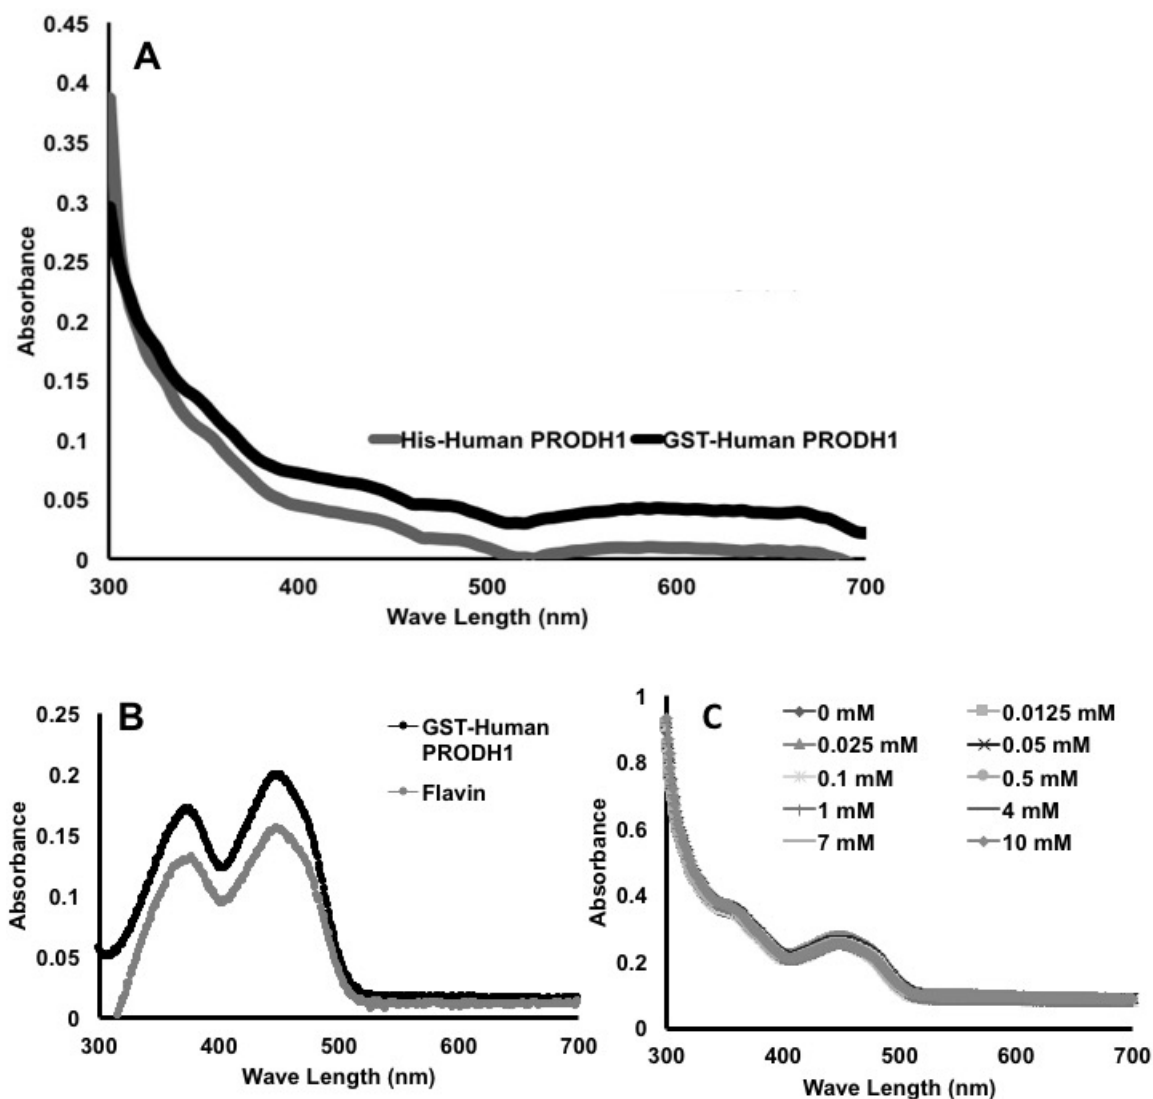 A
0.45
0.4
0.35
0.3
0.25
0.2
0.15
0.1
0.05
0
Absorbance
His-Human PRODH1 GST-Human PRODH1
300 400 500 600 700
Wave Length (nm)
B
0.25
0.2
0.15
0.1
0.05
0
Absorbance
GST-Human
PRODH1
Flavin
300 400 500 600 700
Wave Length (nm)
C
1
0.8
0.6
0.4
0.2
0
Absorbance
0 mM 0.0125 mM
0.025 mM 0.05 mM
0.1 mM 0.5 mM
1 mM 4 mM
7 mM 10 mM
300 400 500 600 700
Wave Length (nm)